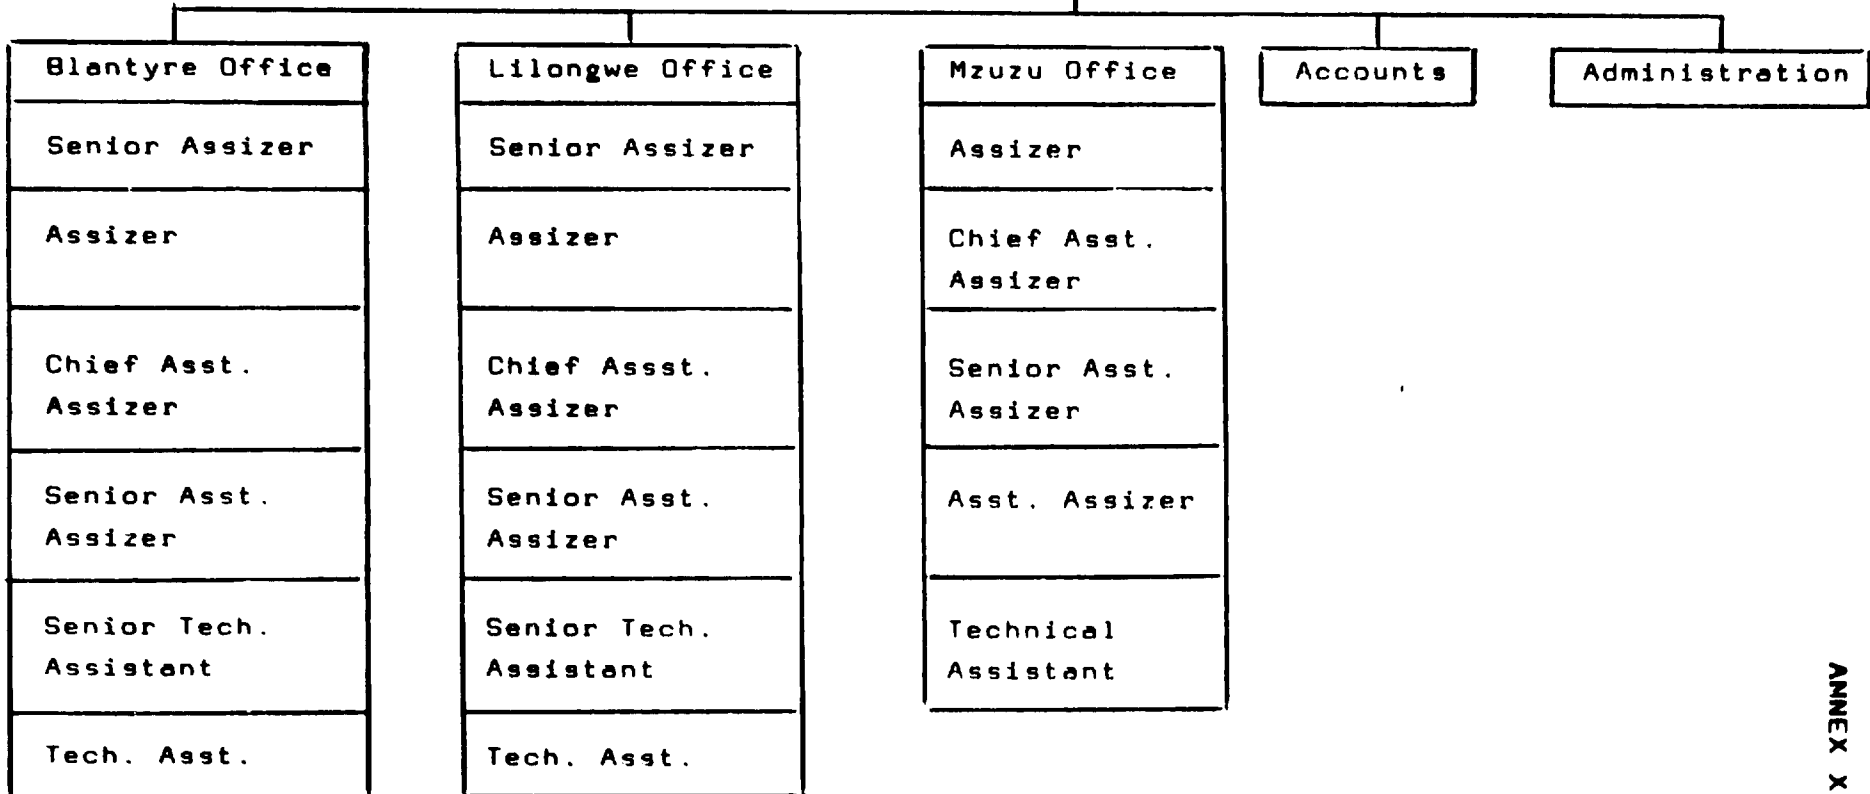 Blantyre Office
Senior Assizer
Assizer
Chief Asst.
Assizer
Senior Asst.
Assizer
Senior Tech.
Assistant
Tech. Asst.
Lilongwe Office
Senior Assizer
Assizer
Chief Assst.
Assizer
Senior Asst.
Assizer
Senior Tech.
Assistant
Tech. Asst.
Mzuzu Office
Assizer
Chief Asst.
Assizer
Senior Asst.
Assizer
Asst. Assizer
Technical
Assistant
Accounts
Administration
ANNEX X